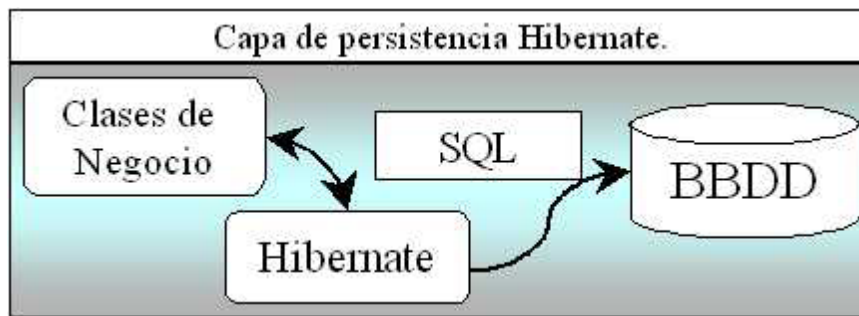 Capa de persistencia Hibernate.
Clases de
Negocio
SQL
BBDD
Hibernate